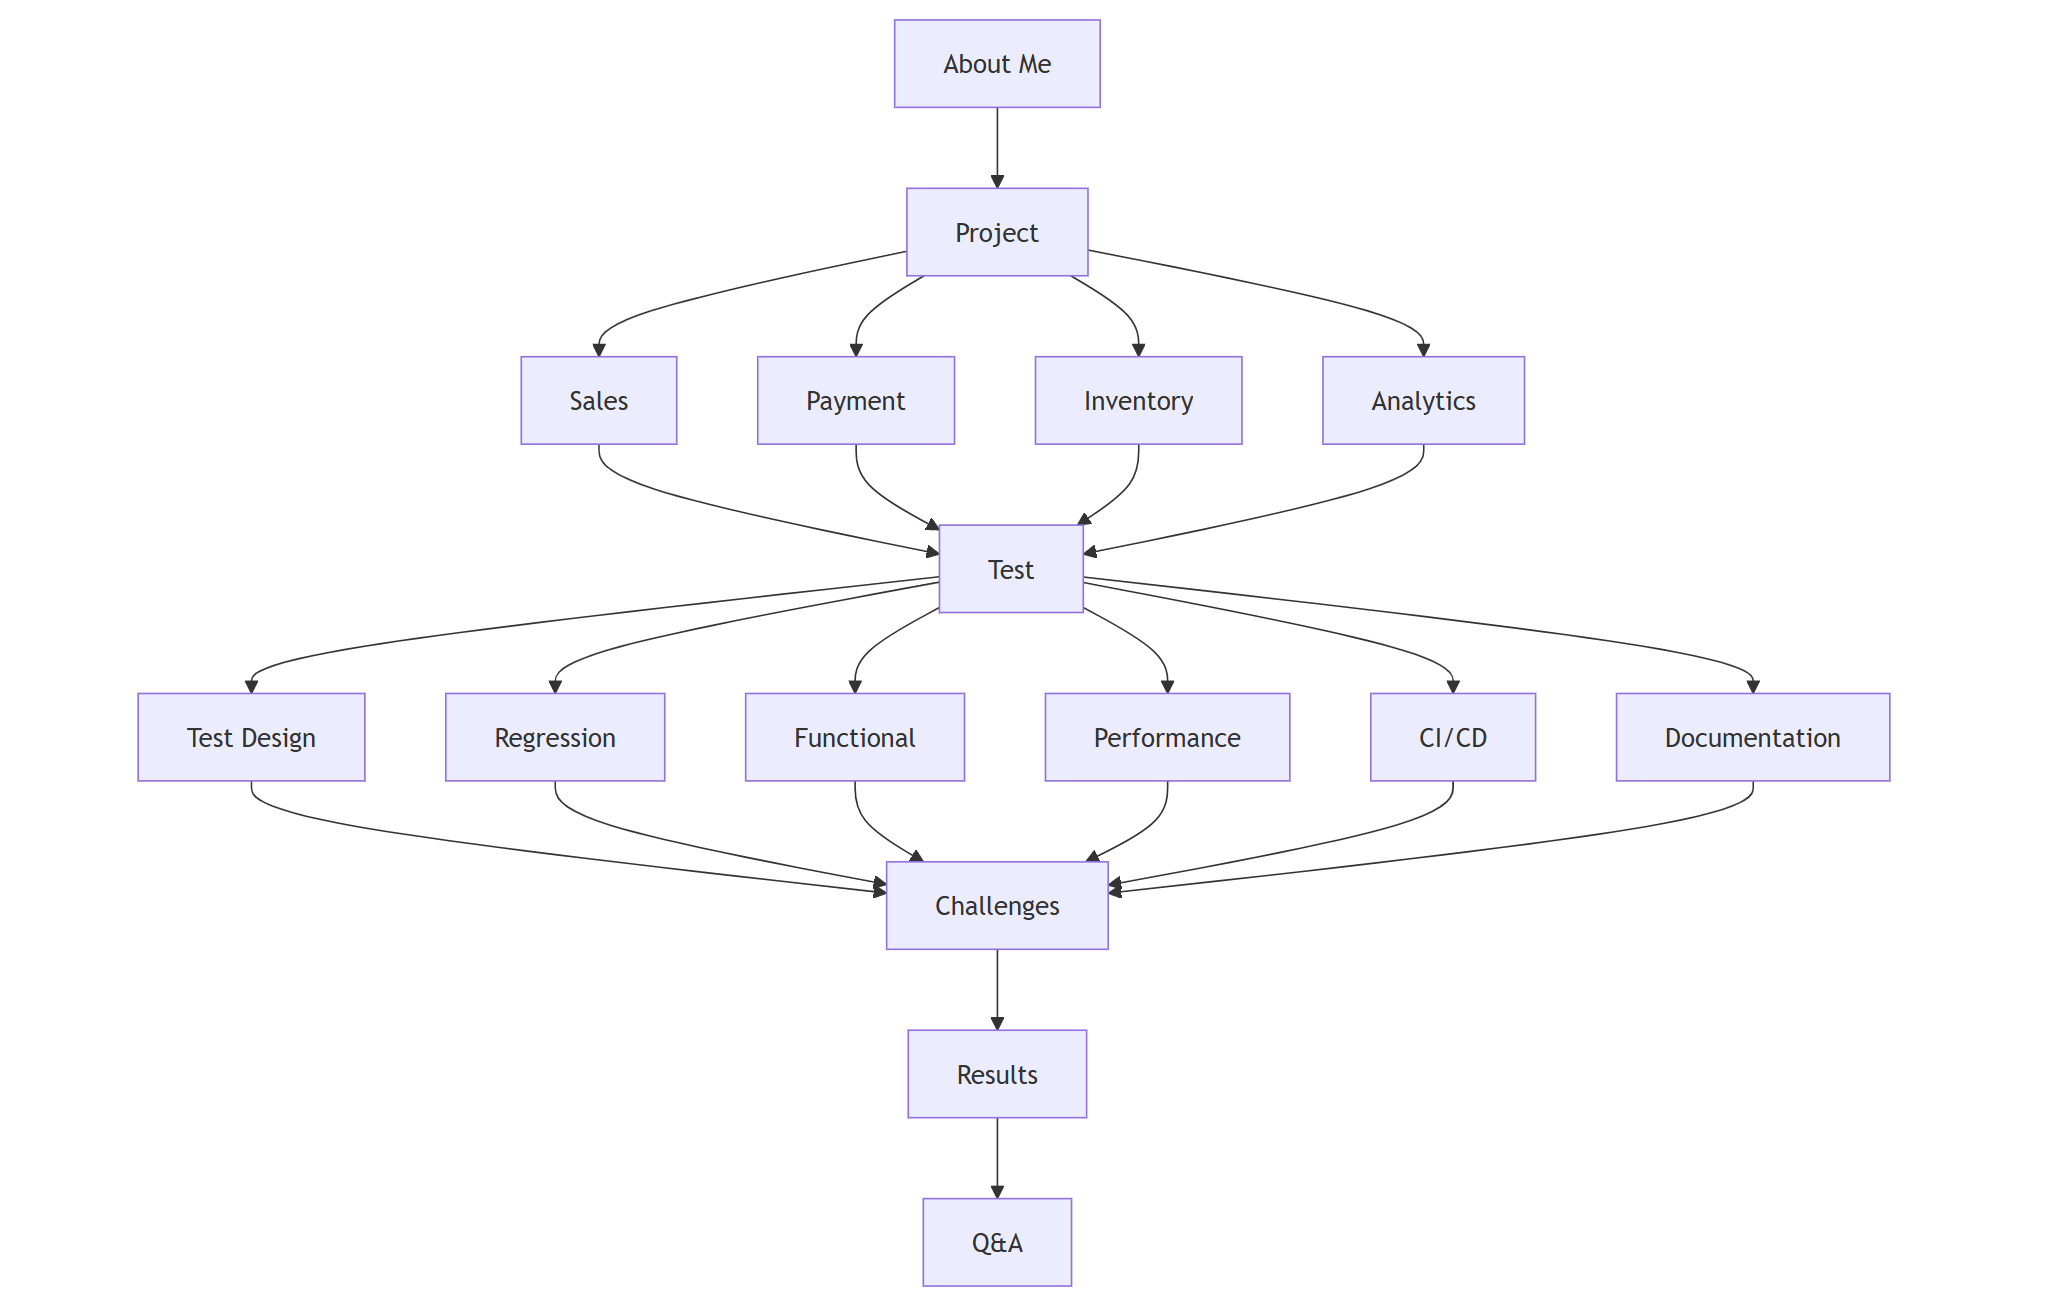 About Me
Project
Sales
Payment
Inventory
Analytics
Test
Test Design
Regression
Functional
Performance
CI/CD
Documentation
Challenges
Results
Q&A